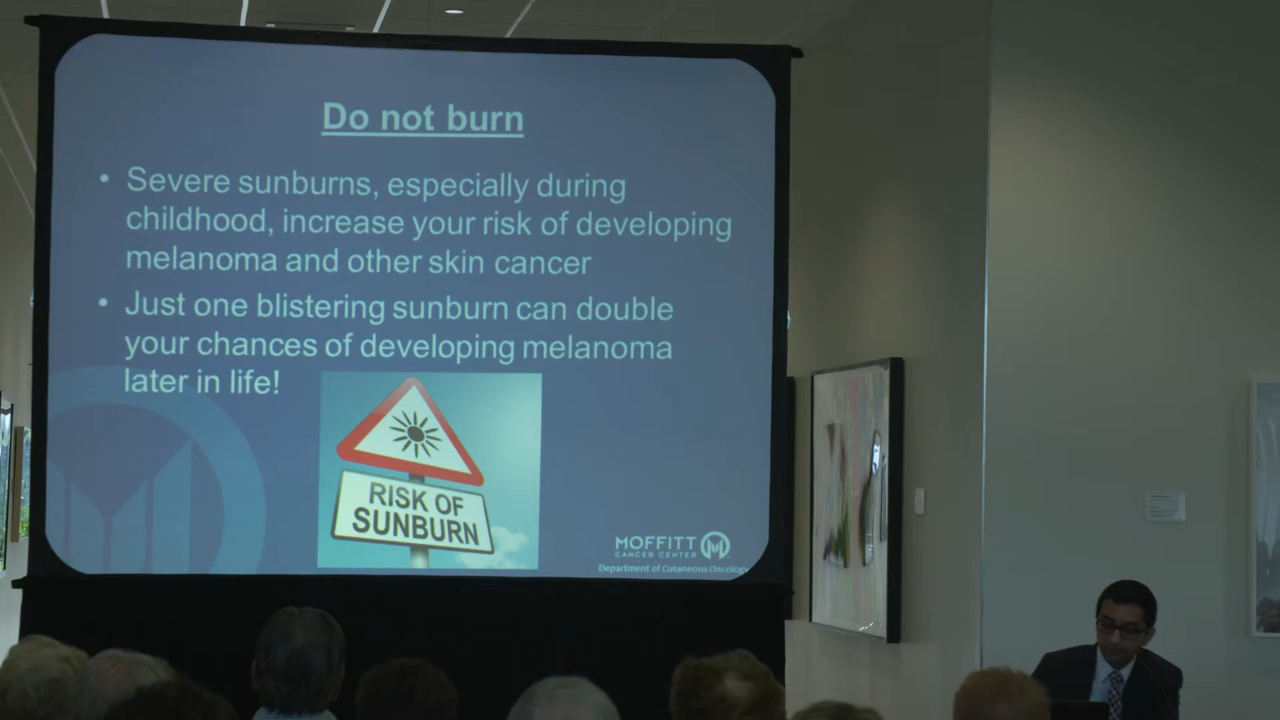 Do not burn
• Severe sunburns, especially during
childhood, increase your risk of developing
melanoma and other skin cancer
• Just one blistering sunburn can double
your chances of developing melanoma
later in life!
RISK OF
SUNBURN
MOFFITT
CANCER CENTER
Department of Cutaneous Oncology